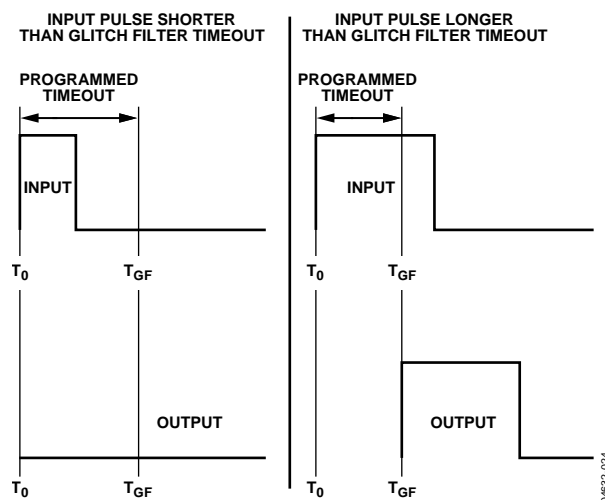 INPUT PULSE SHORTER
THAN GLITCH FILTER TIMEOUT
INPUT PULSE LONGER
THAN GLITCH FILTER TIMEOUT
PROGRAMMED
TIMEOUT
PROGRAMMED
TIMEOUT
INPUT
INPUT
T0
TGF
T0
TGF
OUTPUT
OUTPUT
T0
TGF
T0
TGF